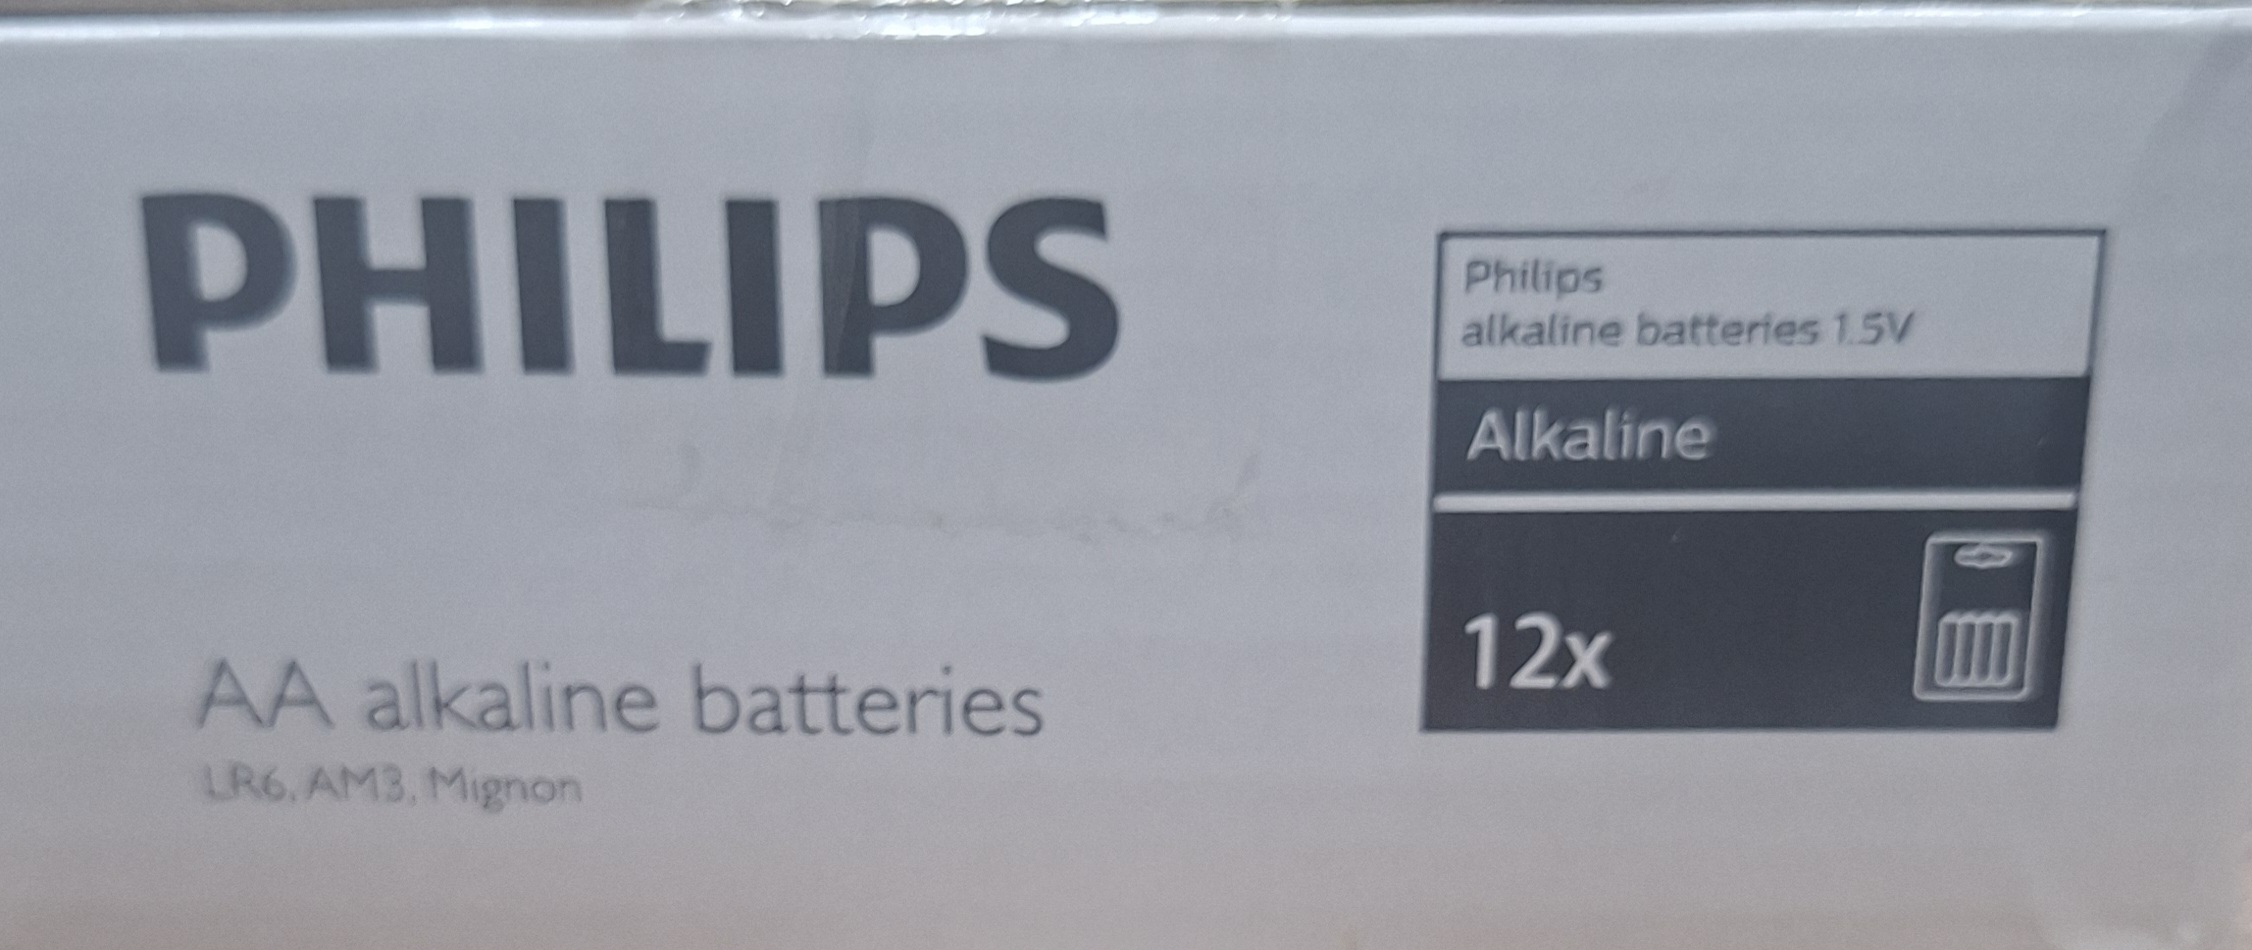 PHILIPS
AA alkaline batteries
LR6, AM3, Mignon
Philips
alkaline batteries 1.5V
Alkaline
12x